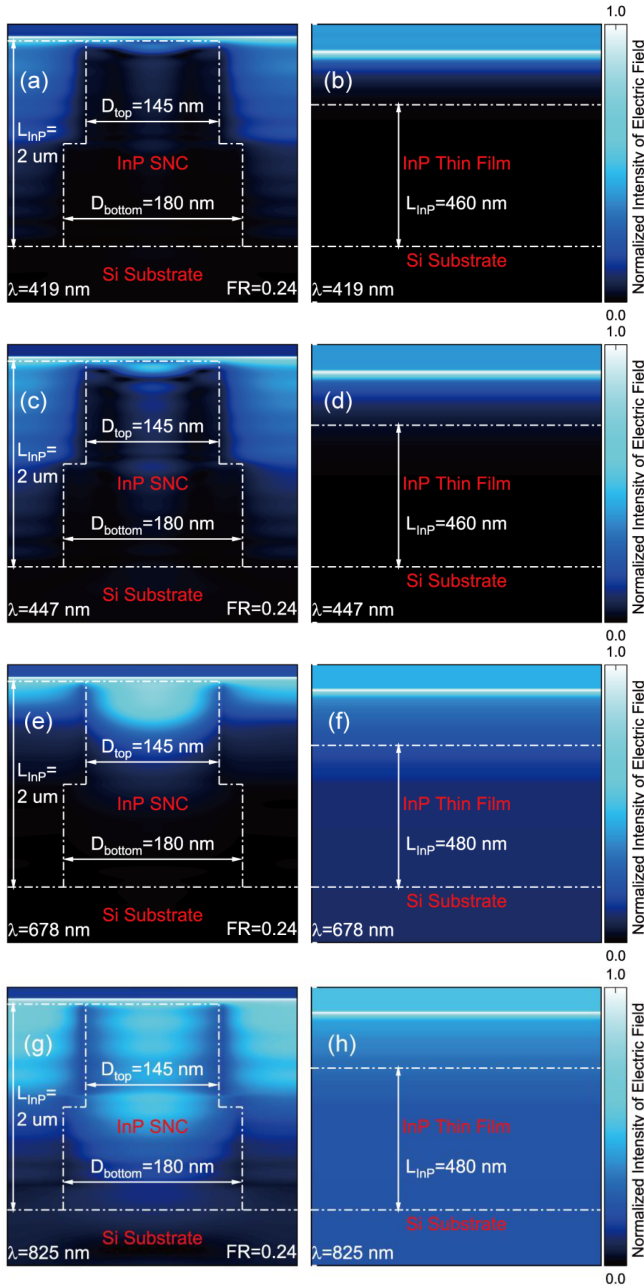 1.0
(a)
D_top=145 nm
L_InP=
2 um
InP SNC
D_bottom=180 nm
Si Substrate
λ=419 nm
FR=0.24
(b)
InP Thin Film
L_InP=460 nm
Si Substrate
λ=419 nm
Normalized Intensity of Electric Field
0.0
1.0
(c)
D_top=145 nm
L_InP=
2 um
InP SNC
D_bottom=180 nm
Si Substrate
λ=447 nm
FR=0.24
(d)
InP Thin Film
L_InP=460 nm
Si Substrate
λ=447 nm
Normalized Intensity of Electric Field
0.0
1.0
(e)
D_top=145 nm
L_InP=
2 um
InP SNC
D_bottom=180 nm
Si Substrate
λ=678 nm
FR=0.24
(f)
InP Thin Film
L_InP=480 nm
Si Substrate
λ=678 nm
Normalized Intensity of Electric Field
0.0
1.0
(g)
D_top=145 nm
L_InP=
2 um
InP SNC
D_bottom=180 nm
Si Substrate
λ=825 nm
FR=0.24
(h)
InP Thin Film
L_InP=480 nm
Si Substrate
λ=825 nm
Normalized Intensity of Electric Field
0.0